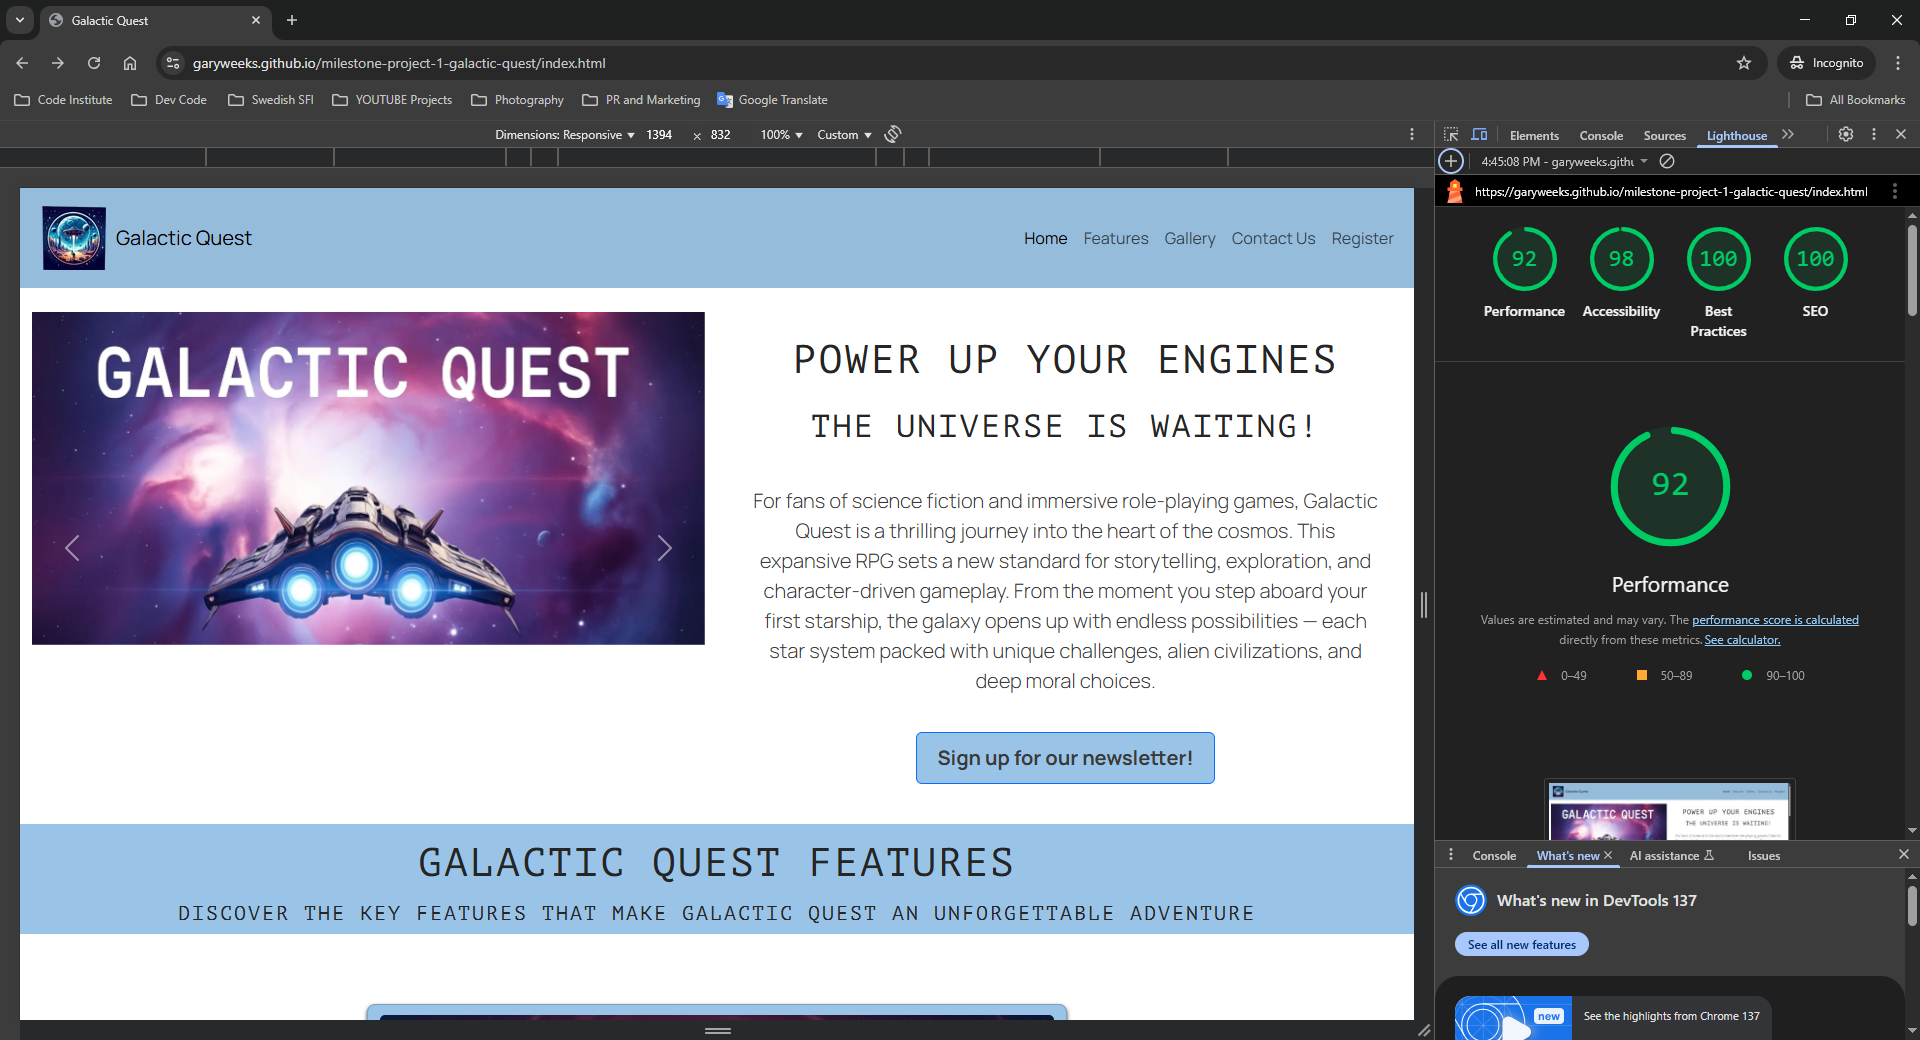 Galactic Quest
garyweeks.github.io/milestone-project-1-galactic-quest/index.html
Incognito
Code Institute
Dev Code
Swedish SFI
YOUTUBE Projects
Photography
PR and Marketing
Google Translate
All Bookmarks
Dimensions: Responsive
1394
×
832
100%
Custom
Elements
Console
Sources
Lighthouse
4:45:08 PM - garyweeks.githu
https://garyweeks.github.io/milestone-project-1-galactic-quest/index.html
Galactic Quest
Home
Features
Gallery
Contact Us
Register
GALACTIC QUEST
POWER UP YOUR ENGINES
THE UNIVERSE IS WAITING!
For fans of science fiction and immersive role-playing games, Galactic
Quest is a thrilling journey into the heart of the cosmos. This
expansive RPG sets a new standard for storytelling, exploration, and
character-driven gameplay. From the moment you step aboard your
first starship, the galaxy opens up with endless possibilities — each
star system packed with unique challenges, alien civilizations, and
deep moral choices.
Sign up for our newsletter!
GALACTIC QUEST FEATURES
DISCOVER THE KEY FEATURES THAT MAKE GALACTIC QUEST AN UNFORGETTABLE ADVENTURE
92
98
100
100
Performance
Accessibility
Best
Practices
SEO
92
Performance
Values are estimated and may vary. The performance score is calculated
directly from these metrics. See calculator.
0–49
50–89
90–100
GALACTIC QUEST
POWER UP YOUR ENGINES
THE UNIVERSE IS WAITING!
Console
What's new
AI assistance
Issues
What's new in DevTools 137
See all new features
new
See the highlights from Chrome 137